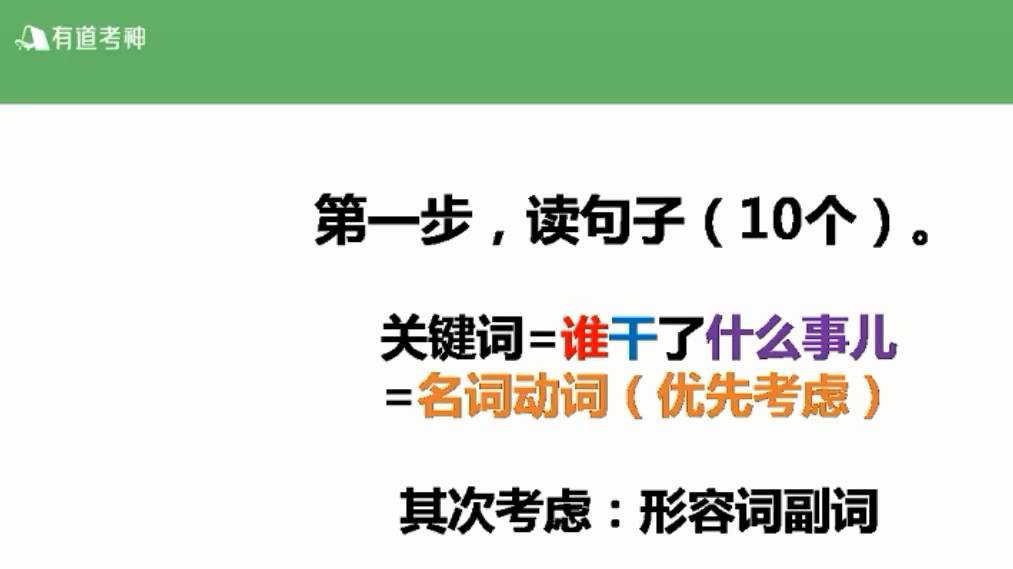 有道考神
第一步，读句子（10个）。
关键词=谁干了什么事儿
=名词动词（优先考虑）
其次考虑：形容词副词